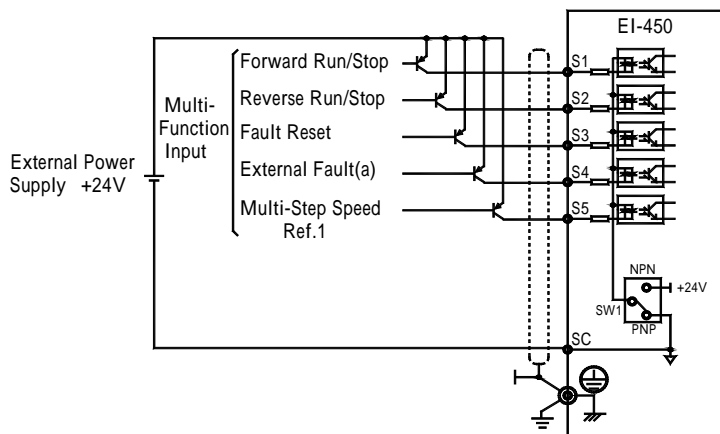 EI-450
Forward Run/Stop
S1
Reverse Run/Stop
S2
Multi-
Function
Input
Fault Reset
S3
External Power
Supply +24V
External Fault(a)
S4
Multi-Step Speed
Ref.1
S5
NPN
+24V
SW1
PNP
SC